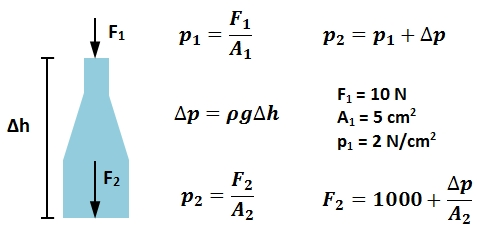 F₁
p₁ = F₁/A₁
p₂ = p₁ + Δp
Δh
Δp = ρgΔh
F₁ = 10 N
A₁ = 5 cm²
p₁ = 2 N/cm²
F₂
p₂ = F₂/A₂
F₂ = 1000 + Δp/A₂